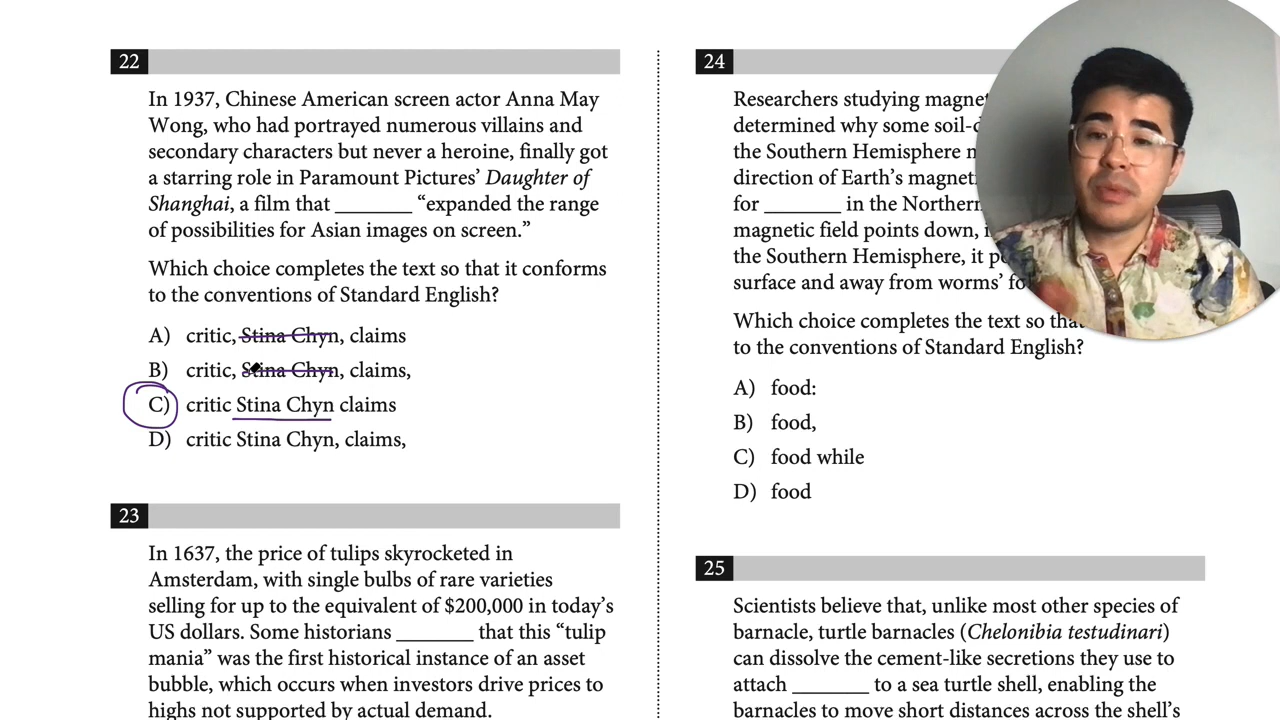 22
In 1937, Chinese American screen actor Anna May
Wong, who had portrayed numerous villains and
secondary characters but never a heroine, finally got
a starring role in Paramount Pictures’ Daughter of
Shanghai, a film that _______ “expanded the range
of possibilities for Asian images on screen.”
Which choice completes the text so that it conforms
to the conventions of Standard English?
A) critic, Stina Chyn, claims
B) critic, Stina Chyn, claims,
C) critic Stina Chyn claims
D) critic Stina Chyn, claims,
23
In 1637, the price of tulips skyrocketed in
Amsterdam, with single bulbs of rare varieties
selling for up to the equivalent of $200,000 in today’s
US dollars. Some historians _______ that this “tulip
mania” was the first historical instance of an asset
bubble, which occurs when investors drive prices to
highs not supported by actual demand.
24
Researchers studying
determined why some
the Southern Hemisphere
direction of Earth’s
for _______ in the
magnetic field points down,
the Southern Hemisphere, it
surface and away from worms’
Which choice completes the text so that
to the conventions of Standard English?
A) food:
B) food,
C) food while
D) food
25
Scientists believe that, unlike most other species of
barnacle, turtle barnacles (Chelonibia testudinari)
can dissolve the cement-like secretions they use to
attach _______ to a sea turtle shell, enabling the
barnacles to move short distances across the shell’s